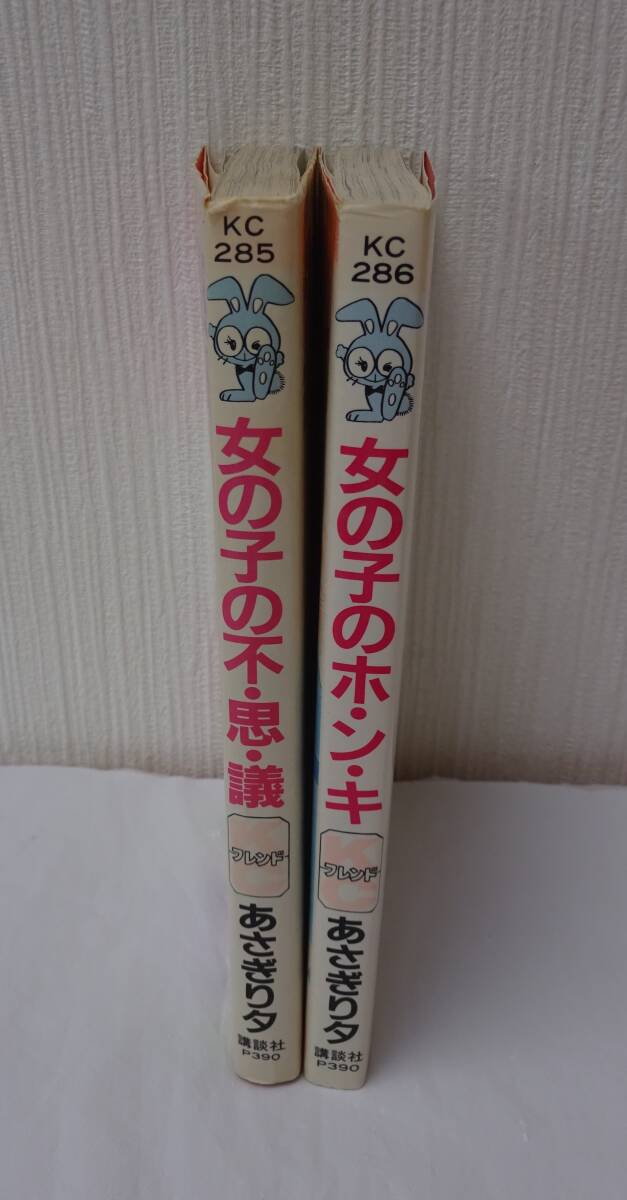 KC
285
女の子の不・思・議
フレンド
あさぎり夕
講談社
P390
KC
286
女の子のホ・ン・キ
KC
フレンド
あさぎり夕
講談社
P390